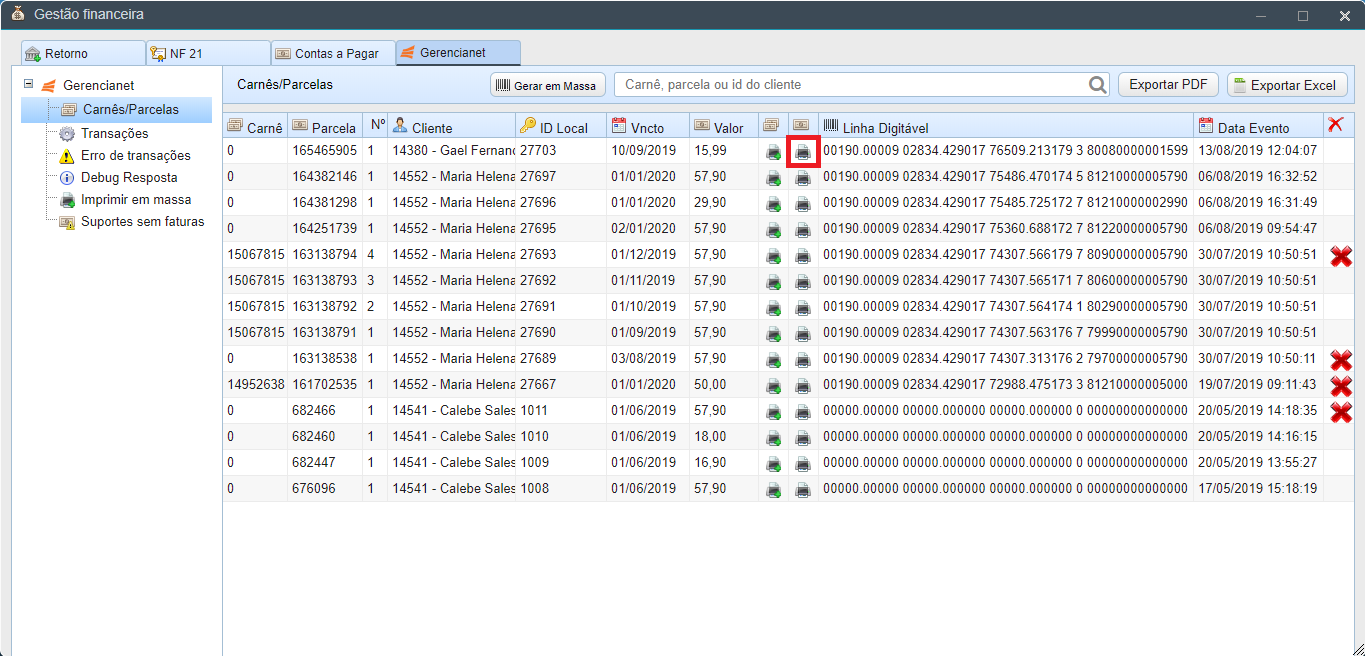 Gestão financeira
Retorno NF 21 Contas a Pagar Gerencianet
Gerencianet
Carnês/Parcelas
Transações
Erro de transações
Debug Resposta
Imprimir em massa
Suportes sem faturas
Carnês/Parcelas Gerar em Massa Carnê, parcela ou id do cliente Exportar PDF Exportar Excel
Carnê Parcela Nº Cliente ID Local Vncto Valor Linha Digitável Data Evento
0 165465905 1 14380 - Gael Fernanc 27703 10/09/2019 15,99 00190.00009 02834.429017 76509.213179 3 80080000001599 13/08/2019 12:04:07
0 164382146 1 14552 - Maria Helena 27697 01/01/2020 57,90 00190.00009 02834.429017 75486.470174 5 81210000005790 06/08/2019 16:32:52
0 164381298 1 14552 - Maria Helena 27696 01/01/2020 29,90 00190.00009 02834.429017 75485.725172 7 81210000002990 06/08/2019 16:31:49
0 164251739 1 14552 - Maria Helena 27695 02/01/2020 57,90 00190.00009 02834.429017 75360.688172 7 81220000005790 06/08/2019 09:54:47
15067815 163138794 4 14552 - Maria Helena 27693 01/12/2019 57,90 00190.00009 02834.429017 74307.566179 7 80900000005790 30/07/2019 10:50:51
15067815 163138793 3 14552 - Maria Helena 27692 01/11/2019 57,90 00190.00009 02834.429017 74307.565171 7 80600000005790 30/07/2019 10:50:51
15067815 163138792 2 14552 - Maria Helena 27691 01/10/2019 57,90 00190.00009 02834.429017 74307.564174 1 80290000005790 30/07/2019 10:50:51
15067815 163138791 1 14552 - Maria Helena 27690 01/09/2019 57,90 00190.00009 02834.429017 74307.563176 7 79990000005790 30/07/2019 10:50:51
0 163138538 1 14552 - Maria Helena 27689 03/08/2019 57,90 00190.00009 02834.429017 74307.313176 2 79700000005790 30/07/2019 10:50:11
14952638 161702535 1 14552 - Maria Helena 27667 01/01/2020 50,00 00190.00009 02834.429017 72988.475173 3 81210000005000 19/07/2019 09:11:43
0 682466 1 14541 - Calebe Sales 1011 01/06/2019 57,90 00000.00000 00000.000000 00000.000000 0 00000000000000 20/05/2019 14:18:35
0 682460 1 14541 - Calebe Sales 1010 01/06/2019 18,00 00000.00000 00000.000000 00000.000000 0 00000000000000 20/05/2019 14:16:15
0 682447 1 14541 - Calebe Sales 1009 01/06/2019 16,90 00000.00000 00000.000000 00000.000000 0 00000000000000 20/05/2019 13:55:27
0 676096 1 14541 - Calebe Sales 1008 01/06/2019 57,90 00000.00000 00000.000000 00000.000000 0 00000000000000 17/05/2019 15:18:19